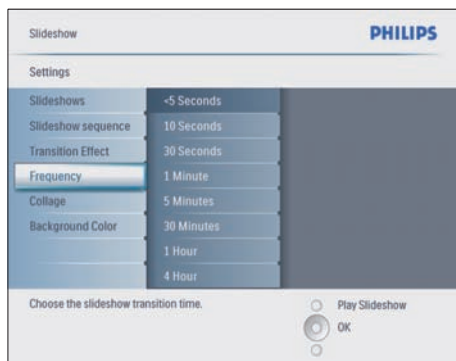 Slideshow
PHILIPS
Settings
Slideshows
Slideshow sequence
Transition Effect
Frequency
Collage
Background Color
<5 Seconds
10 Seconds
30 Seconds
1 Minute
5 Minutes
30 Minutes
1 Hour
4 Hour
Choose the slideshow transition time.
Play Slideshow
OK